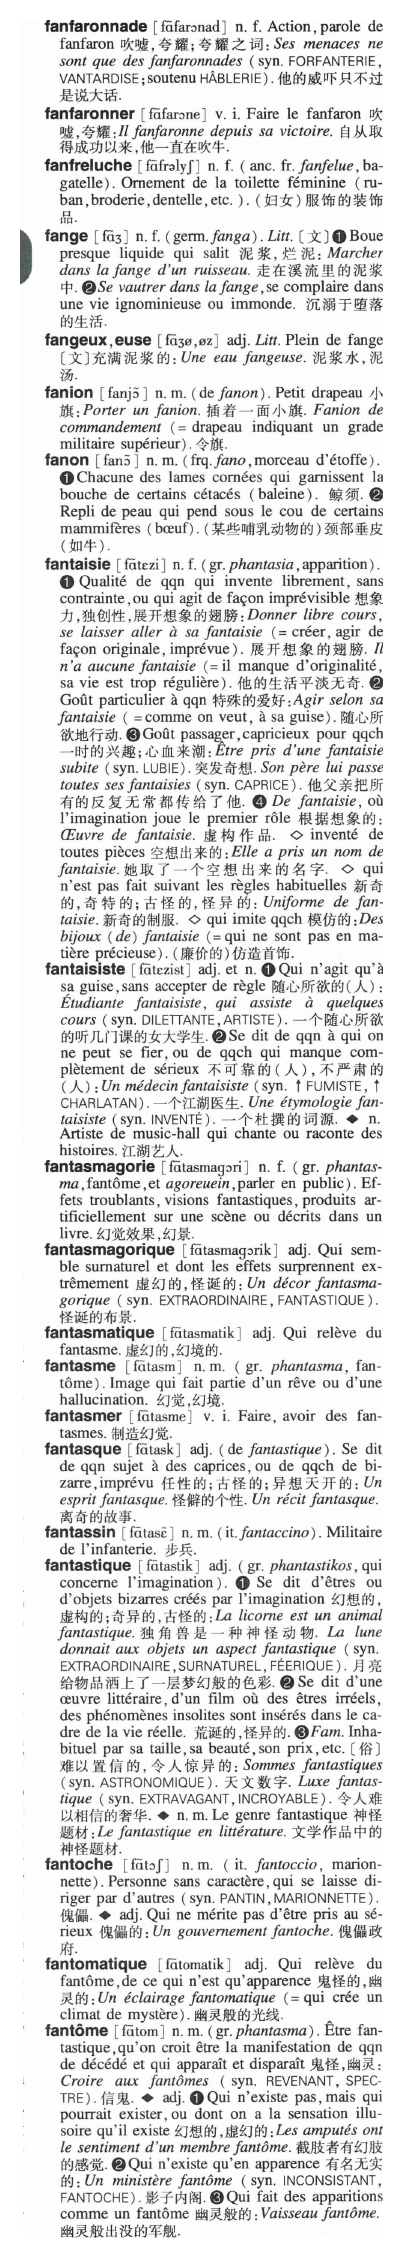 fanfaronnade [fɑ̃farɔnad] n. f. Action, parole de
fanfaron 吹嘘,夸耀;夸耀之词: Ses menaces ne
sont que des fanfaronnades (syn. FORFANTERIE,
VANTARDISE; soutenu HÂBLERIE). 他的威吓只不过
是说大话.
fanfaronner [fɑ̃farɔne] v. i. Faire le fanfaron 吹
嘘,夸耀: Il fanfaronne depuis sa victoire. 自从取
得成功以来,他一直在吹牛.
fanfreluche [fɑ̃frəlyʃ] n. f. ( anc. fr. fanfelue, ba-
gatelle). Ornement de la toilette féminine (ru-
ban, broderie, dentelle, etc. ). (妇女)服饰的装饰
品.
fange [fɑ̃ʒ] n. f. (germ. fanga). Litt. 〔文〕❶ Boue
presque liquide qui salit 泥浆,烂泥: Marcher
dans la fange d'un ruisseau. 走在溪流里的泥浆
中. ❷ Se vautrer dans la fange, se complaire dans
une vie ignominieuse ou immonde. 沉溺于堕落
的生活.
fangeux, euse [fɑ̃ʒø, øz] adj. Litt. Plein de fange
〔文〕充满泥浆的: Une eau fangeuse. 泥浆水,泥
汤.
fanion [fanjɔ̃] n. m. (de fanon). Petit drapeau 小
旗: Porter un fanion. 插着一面小旗. Fanion de
commandement (= drapeau indiquant un grade
militaire supérieur). 令旗.
fanon [fanɔ̃] n. m. (frq. fano, morceau d'étoffe).
❶ Chacune des lames cornées qui garnissent la
bouche de certains cétacés (baleine). 鲸须. ❷
Repli de peau qui pend sous le cou de certains
mammifères (bœuf). (某些哺乳动物的)颈部垂皮
(如牛).
fantaisie [fɑ̃tɛzi] n. f. (gr. phantasia, apparition).
❶ Qualité de qqn qui invente librement, sans
contrainte, ou qui agit de façon imprévisible 想象
力,独创性,展开想象的翅膀: Donner libre cours,
se laisser aller à sa fantaisie (= créer, agir de
façon originale, imprévue). 展开想象的翅膀. Il
n'a aucune fantaisie (= il manque d'originalité,
sa vie est trop régulière). 他的生活平淡无奇. ❷
Goût particulier à qqn 特殊的爱好: Agir selon sa
fantaisie ( = comme on veut, à sa guise). 随心所
欲地行动. ❸ Goût passager, capricieux pour qqch
一时的兴趣;心血来潮: Être pris d'une fantaisie
subite (syn. LUBIE). 突发奇想. Son père lui passe
toutes ses fantaisies (syn. CAPRICE). 他父亲把所
有的反复无常都传给了他. ❹ De fantaisie, où
l'imagination joue le premier rôle 根据想象的:
Œuvre de fantaisie. 虚构作品. ◇ inventé de
toutes pièces 空想出来的: Elle a pris un nom de
fantaisie. 她取了一个空想出来的名字. ◇ qui
n'est pas fait suivant les règles habituelles 新奇
的,奇特的;古怪的,怪异的: Uniforme de fan-
taisie. 新奇的制服. ◇ qui imite qqch 模仿的: Des
bijoux (de) fantaisie (= qui ne sont pas en ma-
tière précieuse). (廉价的)仿造首饰.
fantaisiste [fɑ̃tɛzist] adj. et n. ❶ Qui n'agit qu'à
sa guise, sans accepter de règle 随心所欲的(人):
Étudiante fantaisiste, qui assiste à quelques
cours (syn. DILETTANTE, ARTISTE). 一个随心所欲
的听几门课的女大学生. ❷ Se dit de qqn à qui on
ne peut se fier, ou de qqch qui manque com-
plètement de sérieux 不可靠的(人),不严肃的
(人): Un médecin fantaisiste (syn. ↑ FUMISTE, ↑
CHARLATAN). 一个江湖医生. Une étymologie fan-
taisiste (syn. INVENTÉ). 一个杜撰的词源. ◆ n.
Artiste de music-hall qui chante ou raconte des
histoires. 江湖艺人.
fantasmagorie [fɑ̃tasmagɔri] n. f. ( gr. phantas-
ma, fantôme, et agoreuein, parler en public). Ef-
fets troublants, visions fantastiques, produits ar-
tificiellement sur une scène ou décrits dans un
livre. 幻觉效果,幻景.
fantasmagorique [fɑ̃tasmagɔrik] adj. Qui sem-
ble surnaturel et dont les effets surprennent ex-
trêmement 虚幻的,怪诞的: Un décor fantasma-
gorique ( syn. EXTRAORDINAIRE, FANTASTIQUE ).
怪诞的布景.
fantasmatique [fɑ̃tasmatik] adj. Qui relève du
fantasme. 虚幻的,幻境的.
fantasme [fɑ̃tasm] n. m. ( gr. phantasma, fan-
tôme). Image qui fait partie d'un rêve ou d'une
hallucination. 幻觉,幻境.
fantasmer [fɑ̃tasme] v. i. Faire, avoir des fan-
tasmes. 制造幻觉.
fantasque [fɑ̃task] adj. (de fantastique). Se dit
de qqn sujet à des caprices, ou de qqch de bi-
zarre, imprévu 任性的;古怪的;异想天开的: Un
esprit fantasque. 怪僻的个性. Un récit fantasque.
离奇的故事.
fantassin [fɑ̃tasɛ̃] n. m. (it. fantaccino). Militaire
de l'infanterie. 步兵.
fantastique [fɑ̃tastik] adj. ( gr. phantastikos, qui
concerne l'imagination). ❶ Se dit d'êtres ou
d'objets bizarres créés par l'imagination 幻想的,
虚构的;奇异的,古怪的: La licorne est un animal
fantastique. 独角兽是一种神怪动物. La lune
donnait aux objets un aspect fantastique ( syn.
EXTRAORDINAIRE, SURNATUREL, FÉERIQUE ). 月亮
给物品洒上了一层梦幻般的色彩. ❷ Se dit d'une
œuvre littéraire, d'un film où des êtres irréels,
des phénomènes insolites sont insérés dans le ca-
dre de la vie réelle. 荒诞的,怪异的. ❸ Fam. Inha-
bituel par sa taille, sa beauté, son prix, etc. 〔俗〕
难以置信的,令人惊异的: Sommes fantastiques
(syn. ASTRONOMIQUE). 天文数字. Luxe fantas-
tique (syn. EXTRAVAGANT, INCROYABLE). 令人难
以相信的奢华. ◆ n. m. Le genre fantastique 神怪
题材: Le fantastique en littérature. 文学作品中的
神怪题材.
fantoche [fɑ̃tɔʃ] n. m. ( it. fantoccio, marion-
nette). Personne sans caractère, qui se laisse di-
riger par d'autres (syn. PANTIN, MARIONNETTE).
傀儡. ◆ adj. Qui ne mérite pas d'être pris au sé-
rieux 傀儡的: Un gouvernement fantoche. 傀儡政
府.
fantomatique [fɑ̃tomatik] adj. Qui relève du
fantôme, de ce qui n'est qu'apparence 鬼怪的,幽
灵的: Un éclairage fantomatique (= qui crée un
climat de mystère). 幽灵般的光线.
fantôme [fɑ̃tom] n. m. (gr. phantasma). Être fan-
tastique, qu'on croit être la manifestation de qqn
de décédé et qui apparaît et disparaît 鬼怪,幽灵:
Croire aux fantômes ( syn. REVENANT, SPEC-
TRE). 信鬼. ◆ adj. ❶ Qui n'existe pas, mais qui
pourrait exister, ou dont on a la sensation illu-
soire qu'il existe 幻想的,虚幻的: Les amputés ont
le sentiment d'un membre fantôme. 截肢者有幻肢
的感觉. ❷ Qui n'existe qu'en apparence 有名无实
的: Un ministère fantôme ( syn. INCONSISTANT,
FANTOCHE). 影子内阁. ❸ Qui fait des apparitions
comme un fantôme 幽灵般的: Vaisseau fantôme.
幽灵般出没的军舰.